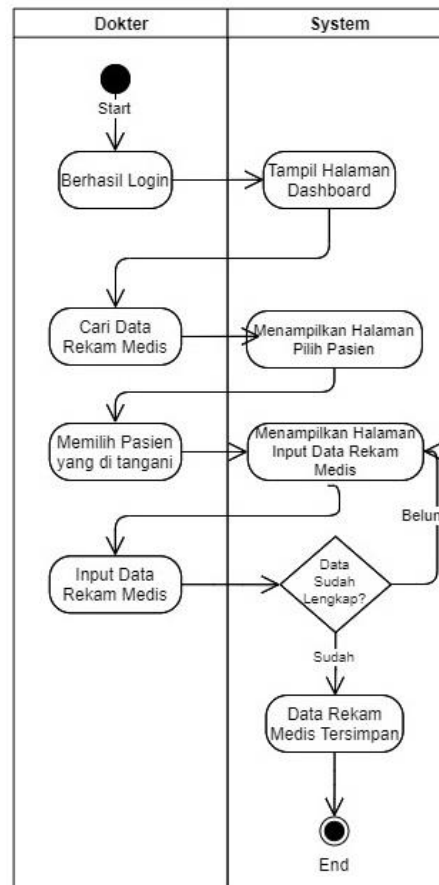 Dokter
System
Start
Berhasil Login
Tampil Halaman
Dashboard
Cari Data
Rekam Medis
Menampilkan Halaman
Pilih Pasien
Memilih Pasien
yang di tangani
Menampilkan Halaman
Input Data Rekam
Medis
Belum
Input Data
Rekam Medis
Data
Sudah
Lengkap?
Sudah
Data Rekam
Medis Tersimpan
End